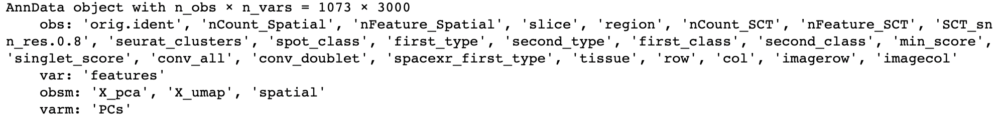 AnnData object with n_obs × n_vars = 1073 × 3000
    obs: 'orig.ident', 'nCount_Spatial', 'nFeature_Spatial', 'slice', 'region', 'nCount_SCT', 'nFeature_SCT', 'SCT_sn
n_res.0.8', 'seurat_clusters', 'spot_class', 'first_type', 'second_type', 'first_class', 'second_class', 'min_score',
'singlet_score', 'conv_all', 'conv_doublet', 'spacexr_first_type', 'tissue', 'row', 'col', 'imagerow', 'imagecol'
    var: 'features'
    obsm: 'X_pca', 'X_umap', 'spatial'
    varm: 'PCs'